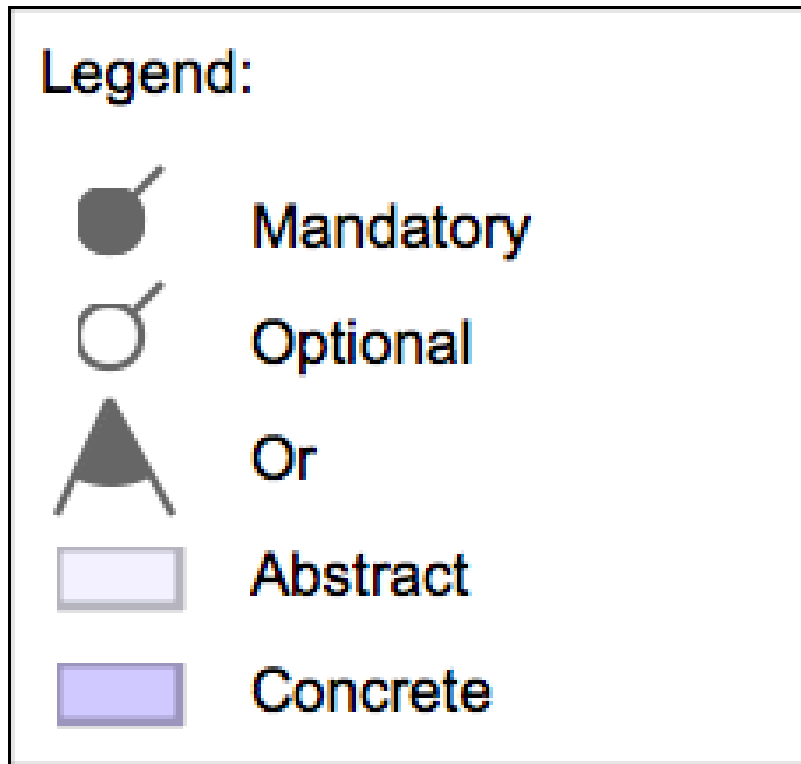 Legend:
Mandatory
Optional
Or
Abstract
Concrete